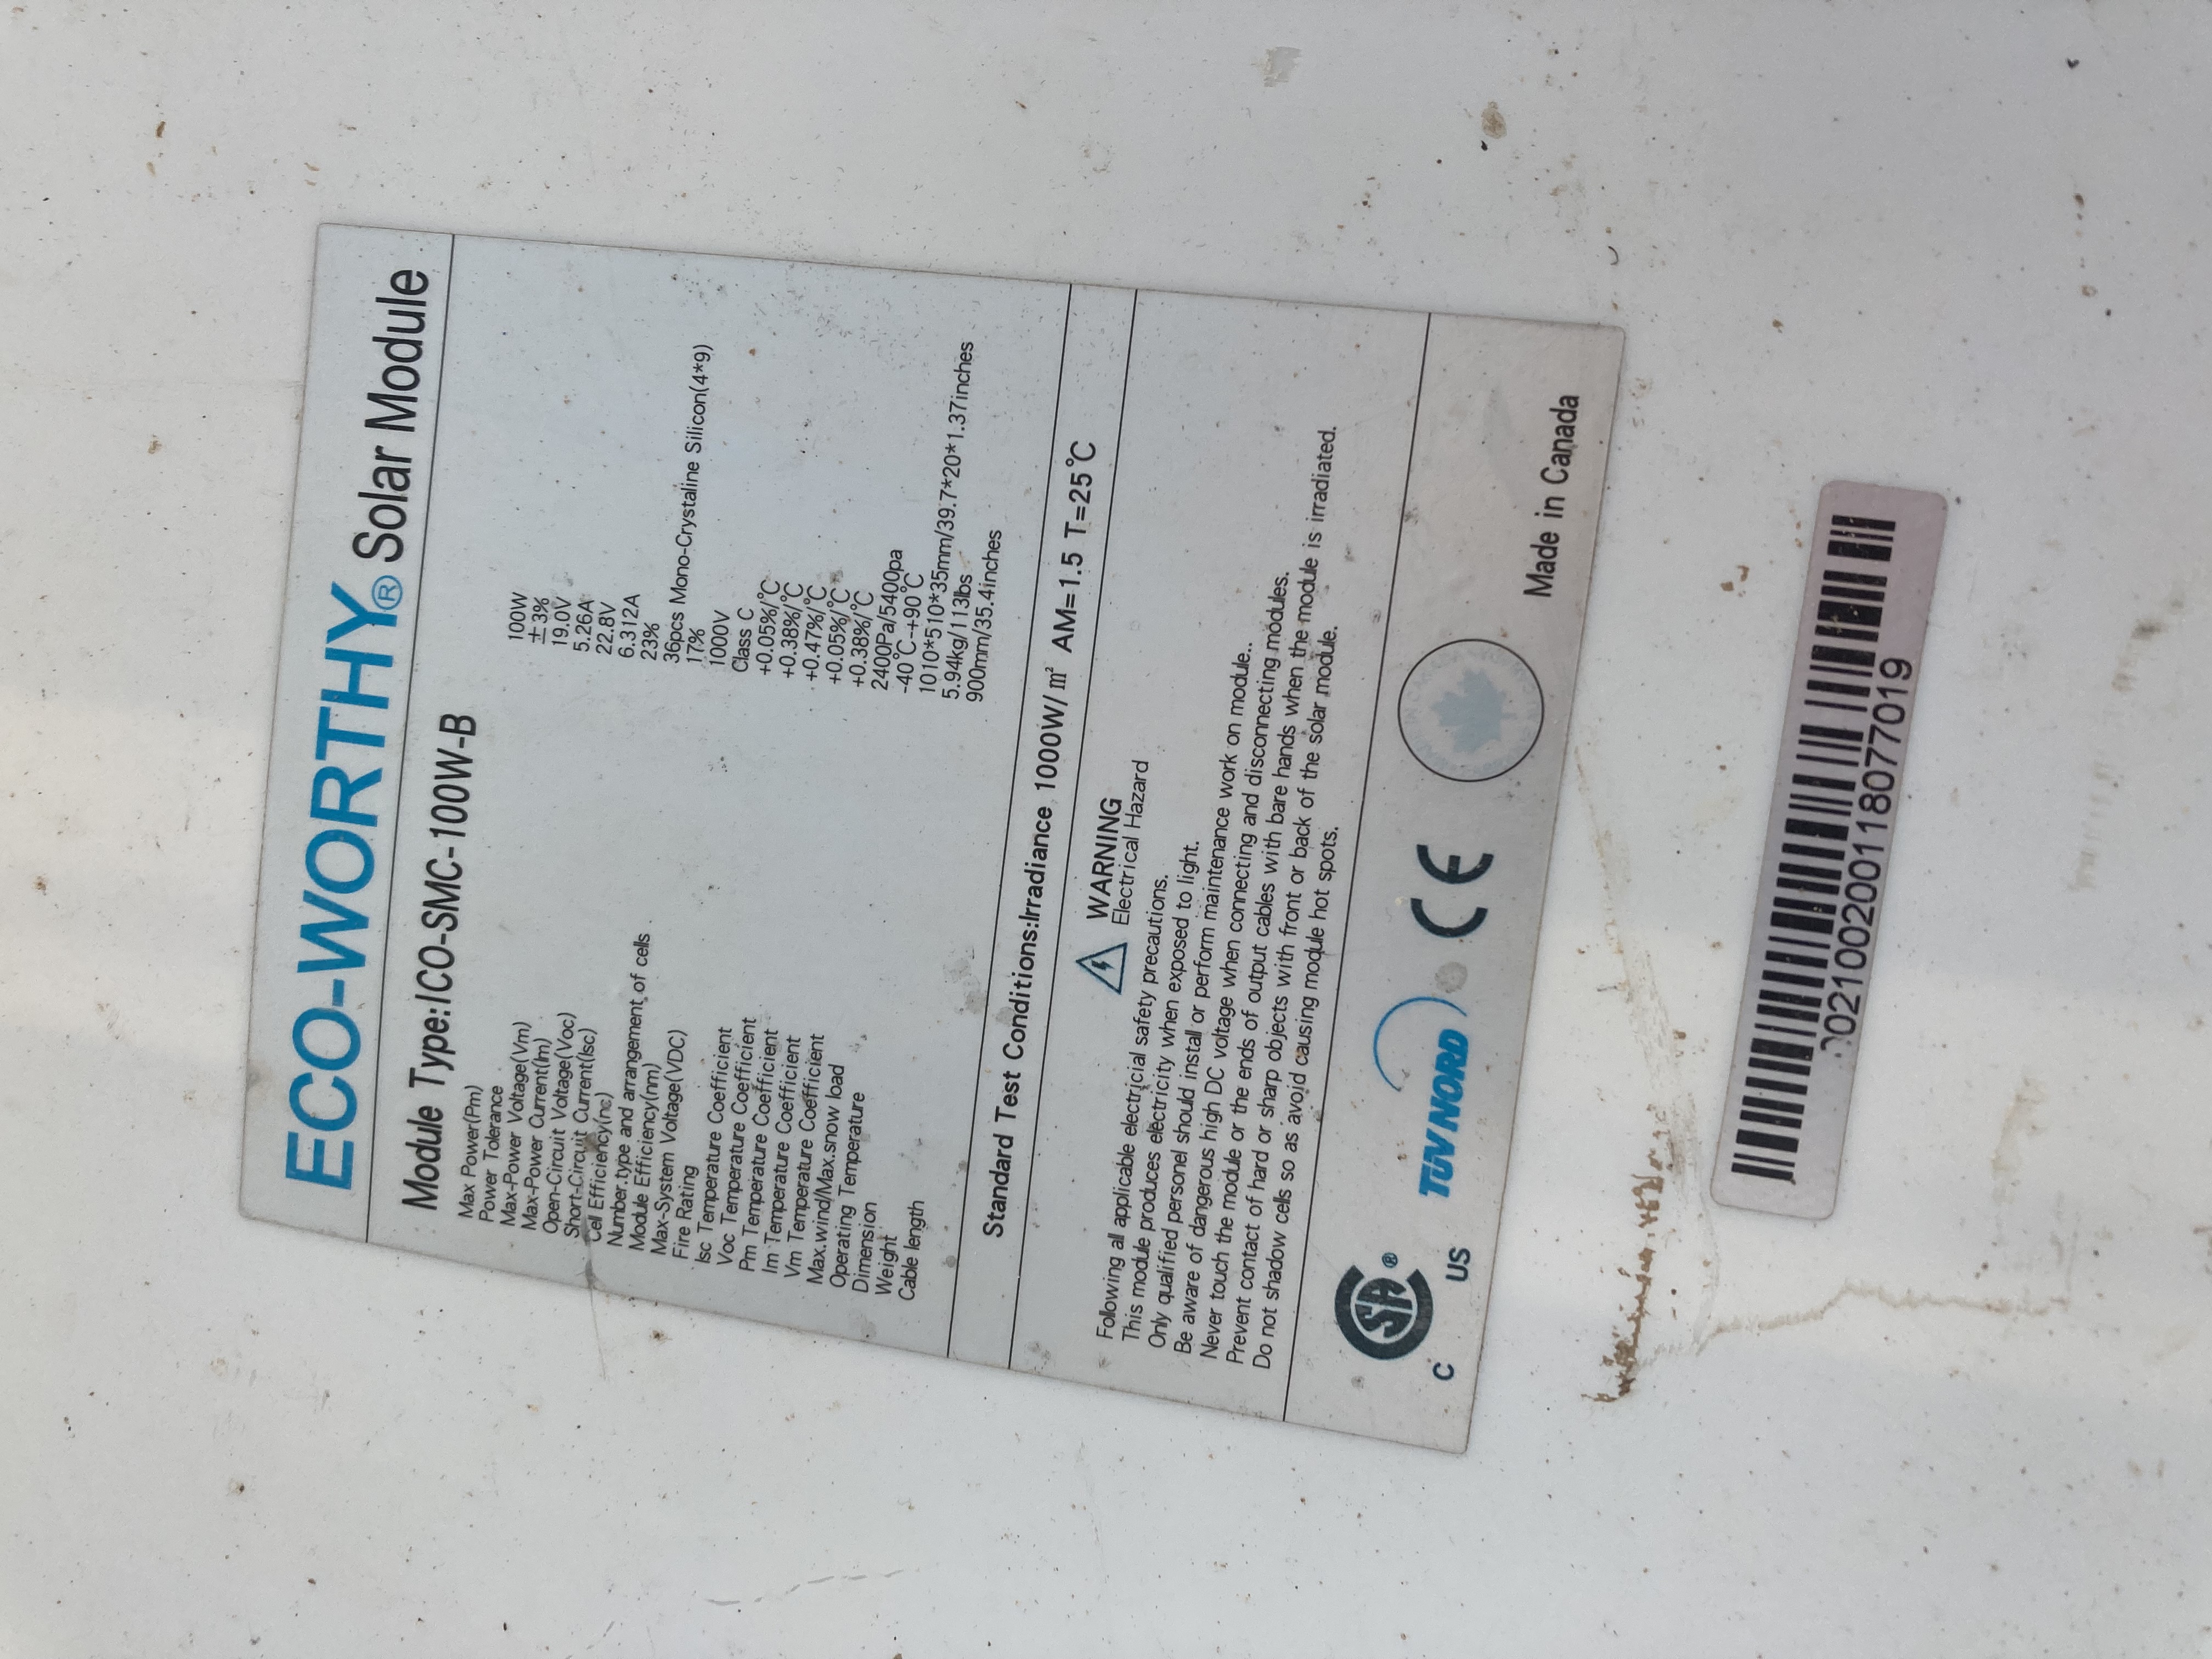 ECO-WORTHY® Solar Module
Module Type:ICO-SMC-100W-B
Max Power(Pm) 100W
Power Tolerance ±3%
Max-Power Voltage(Vm) 19.0V
Max-Power Current(Im) 5.26A
Open-Circuit Voltage(Voc) 22.8V
Short-Circuit Current(Isc) 6.312A
Cell Efficiency(nc) 23%
Number.type and arrangement of cells 36pcs Mono-Crystaline Silicon(4*9)
Module Efficiency(nm) 17%
Max-System Voltage(VDC) 1000V
Fire Rating Class C
Isc Temperature Coefficient +0.05%/℃
Voc Temperature Coefficient +0.38%/℃
Pm Temperature Coefficient +0.47%/℃
Im Temperature Coefficient +0.05%/℃
Vm Temperature Coefficient +0.38%/℃
Max.wind/Max.snow load 2400Pa/5400pa
Operating Temperature -40℃-+90℃
Dimension 1010*510*35mm/39.7*20*1.37inches
Weight 5.94kg/113lbs
Cable length 900mm/35.4inches
Standard Test Conditions:Irradiance 1000W/㎡ AM=1.5 T=25℃
WARNING
Electrical Hazard
Following all applicable electricial safety precautions.
This module produces electricity when exposed to light.
Only qualified personel should install or perform maintenance work on module..
Be aware of dangerous high DC voltage when connecting and disconnecting modules.
Never touch the module or the ends of output cables with bare hands when the module is irradiated.
Prevent contact of hard or sharp objects with front or back of the solar module.
Do not shadow cells so as avoid causing module hot spots.
C SA® US
TÜV NORD
CE
Made in Canada